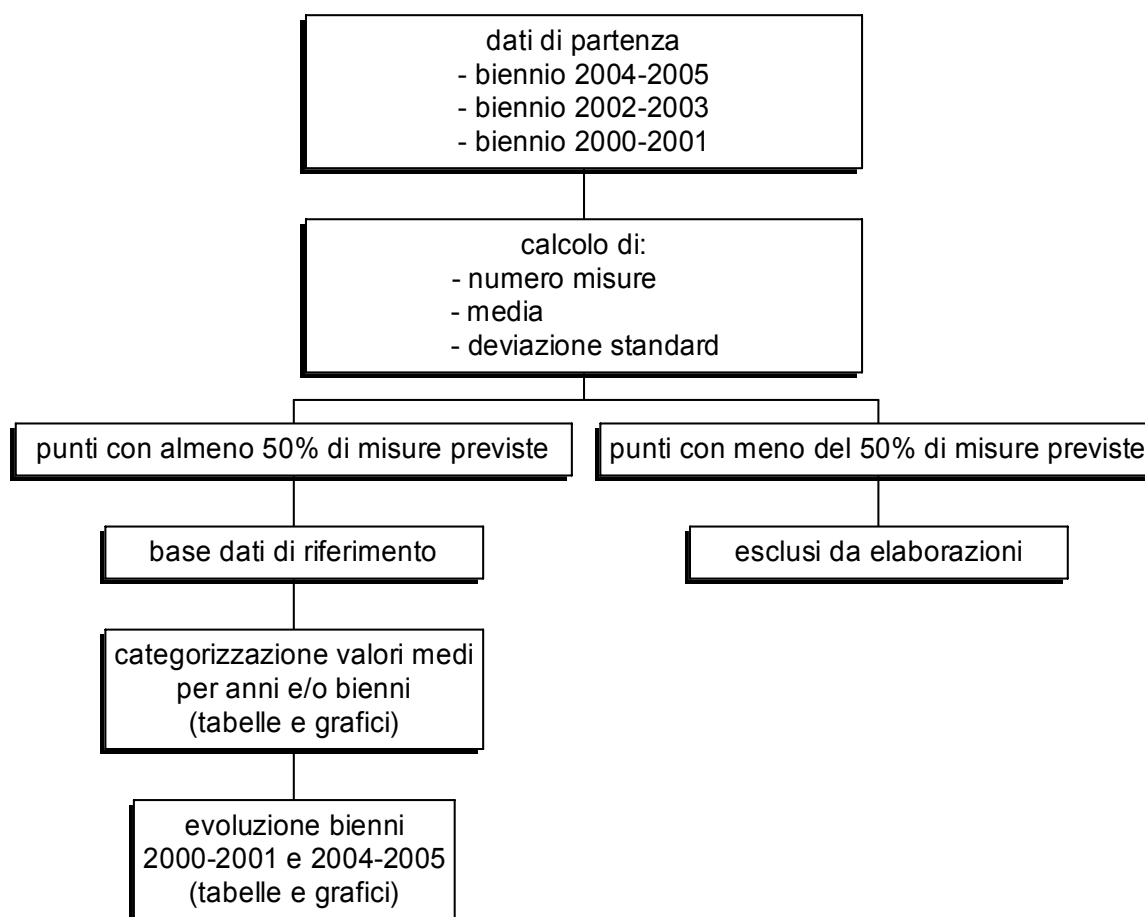 dati di partenza
- biennio 2004-2005
- biennio 2002-2003
- biennio 2000-2001
calcolo di:
- numero misure
- media
- deviazione standard
punti con almeno 50% di misure previste
punti con meno del 50% di misure previste
base dati di riferimento
esclusi da elaborazioni
categorizzazione valori medi
per anni e/o bienni
(tabelle e grafici)
evoluzione bienni
2000-2001 e 2004-2005
(tabelle e grafici)